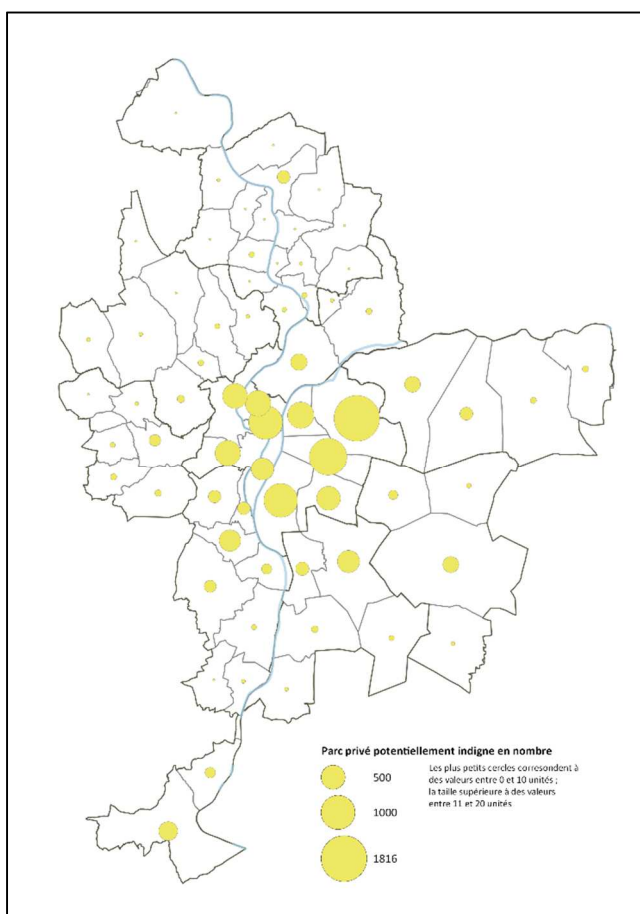 Parc privé potentiellement indigne en nombre
500
1000
1816
Les plus petits cercles corresondent à
des valeurs entre 0 et 10 unités ;
la taille supérieure à des valeurs
entre 11 et 20 unités